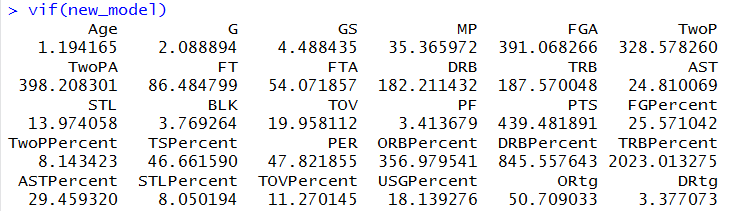 > vif(new_model)
Age G GS MP FGA TwoP
1.194165 2.088894 4.488435 35.365972 391.068266 328.578260
TwoPA FT FTA DRB TRB AST
398.208301 86.484799 54.071857 182.211432 187.570048 24.810069
STL BLK TOV PF PTS FGPercent
13.974058 3.769264 19.958112 3.413679 439.481891 25.571042
TwoPPercent TSPercent PER ORBPercent DRBPercent TRBPercent
8.143423 46.661590 47.821855 356.979541 845.557643 2023.013275
ASTPercent STLPercent TOVPercent USGPercent ORtg DRtg
29.459320 8.050194 11.270145 18.139276 50.709033 3.377073